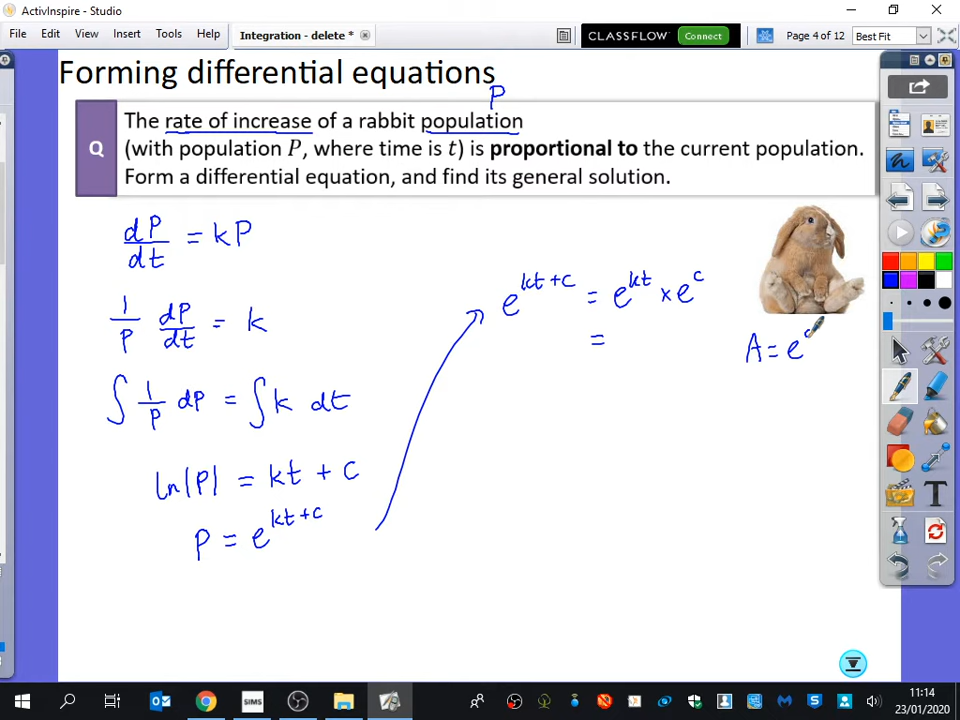 ActivInspire - Studio
File Edit View Insert Tools Help Integration - delete * CLASSFLOW Connect Page 4 of 12 Best Fit
Forming differential equations
P
Q
The rate of increase of a rabbit population
(with population P, where time is t) is proportional to the current population.
Form a differential equation, and find its general solution.
dP/dt = kP
1/P dP/dt = k
∫ 1/P dP = ∫ k dt
ln|P| = kt + c
P = e^{kt+c}
e^{kt+c} = e^{kt} × e^c
=
A = e^c
T
SIMS
11:14
23/01/2020